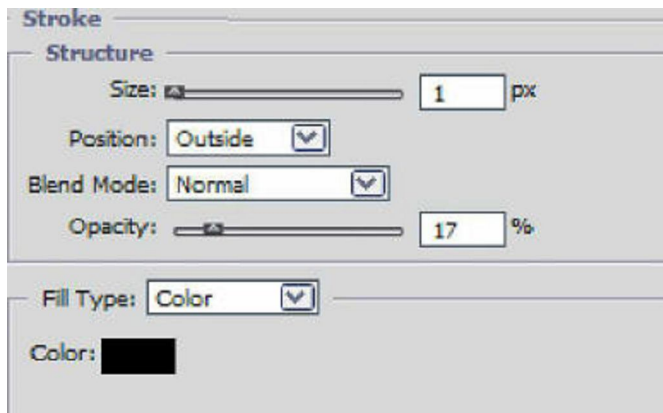 Stroke
Structure
Size: 1 px
Position: Outside
Blend Mode: Normal
Opacity: 17 %
Fill Type: Color
Color: